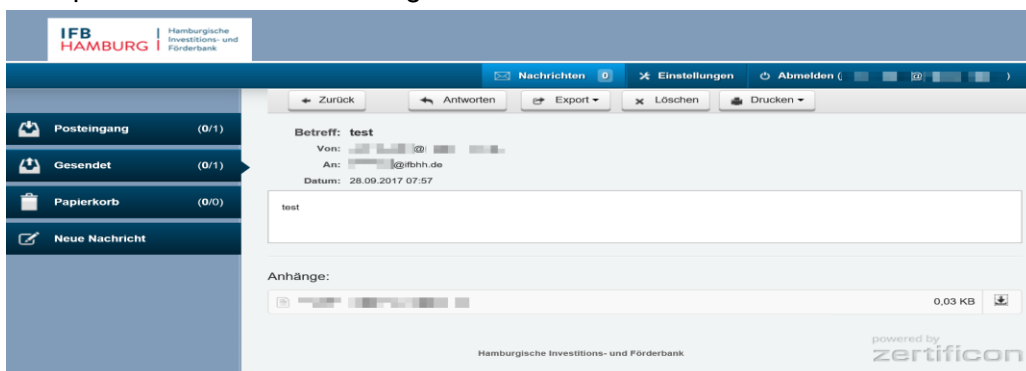 IFB HAMBURG
Hamburgische Investitions- und Förderbank
Nachrichten 0 Einstellungen Abmelden (
@
)
Zurück Antworten Export Löschen Drucken
Posteingang (0/1)
Gesendet (0/1)
Papierkorb (0/0)
Neue Nachricht
Betreff: test
Von: @
An: @ifbhh.de
Datum: 28.09.2017 07:57
test
Anhänge:
0,03 KB
Hamburgische Investitions- und Förderbank
powered by
zertificon